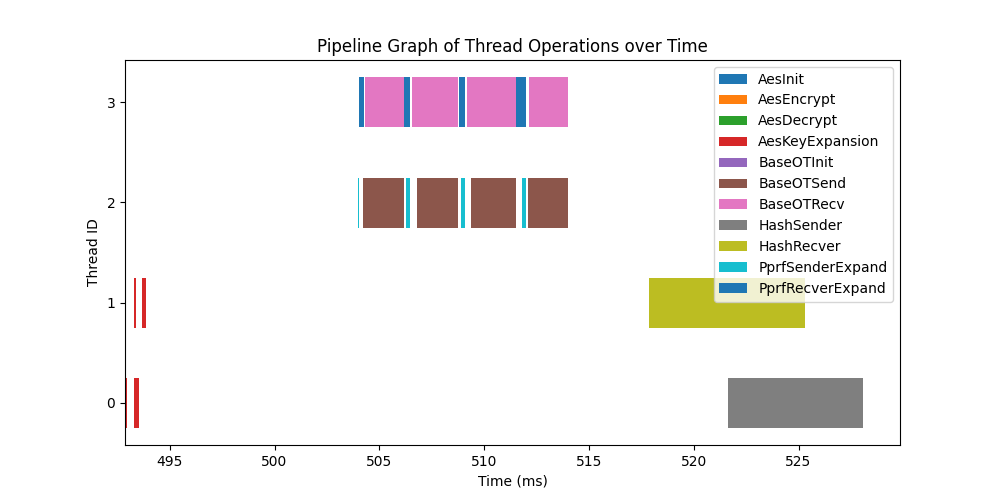 Pipeline Graph of Thread Operations over Time
Thread ID
3
2
1
0
AesInit
AesEncrypt
AesDecrypt
AesKeyExpansion
BaseOTInit
BaseOTSend
BaseOTRecv
HashSender
HashRecver
PprfSenderExpand
PprfRecverExpand
495 500 505 510 515 520 525
Time (ms)